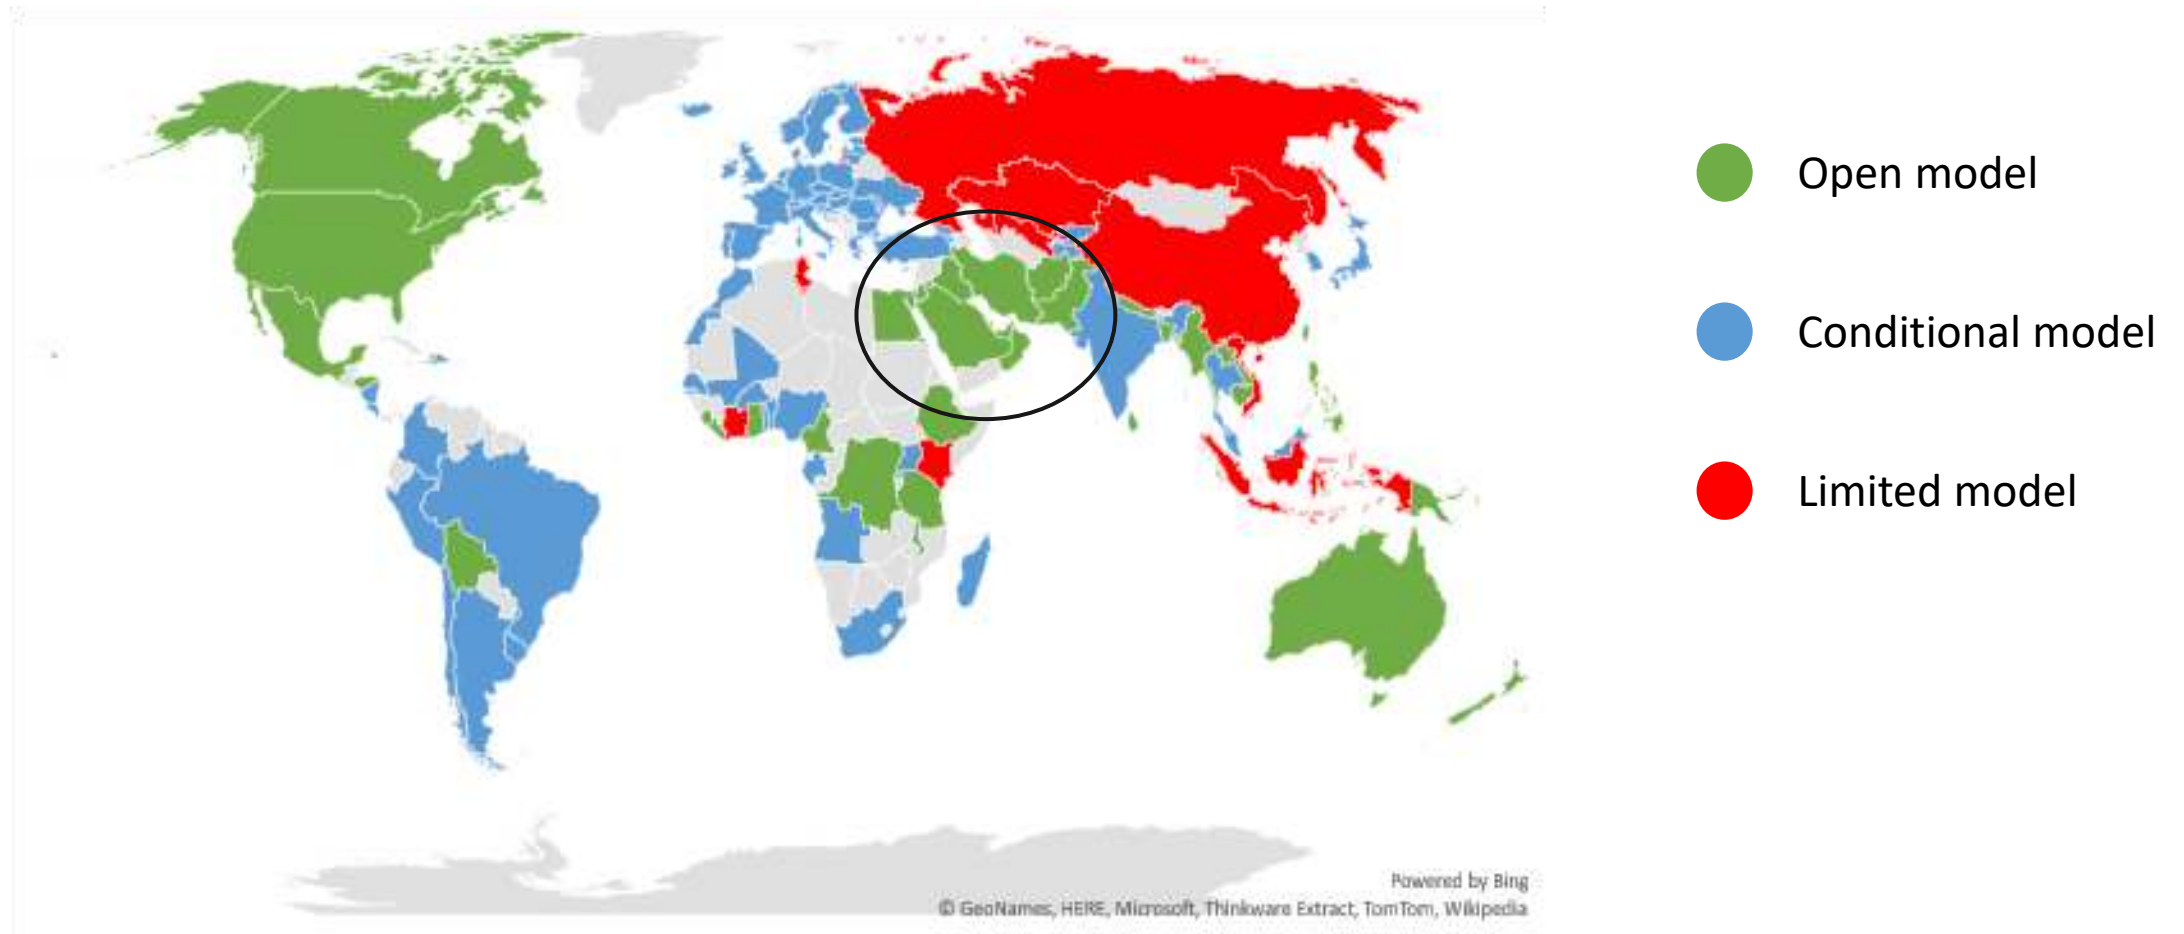 Open model
Conditional model
Limited model
Powered by Bing
© GeoNames, HERE, Microsoft, Thinkware Extract, TomTom, Wikipedia